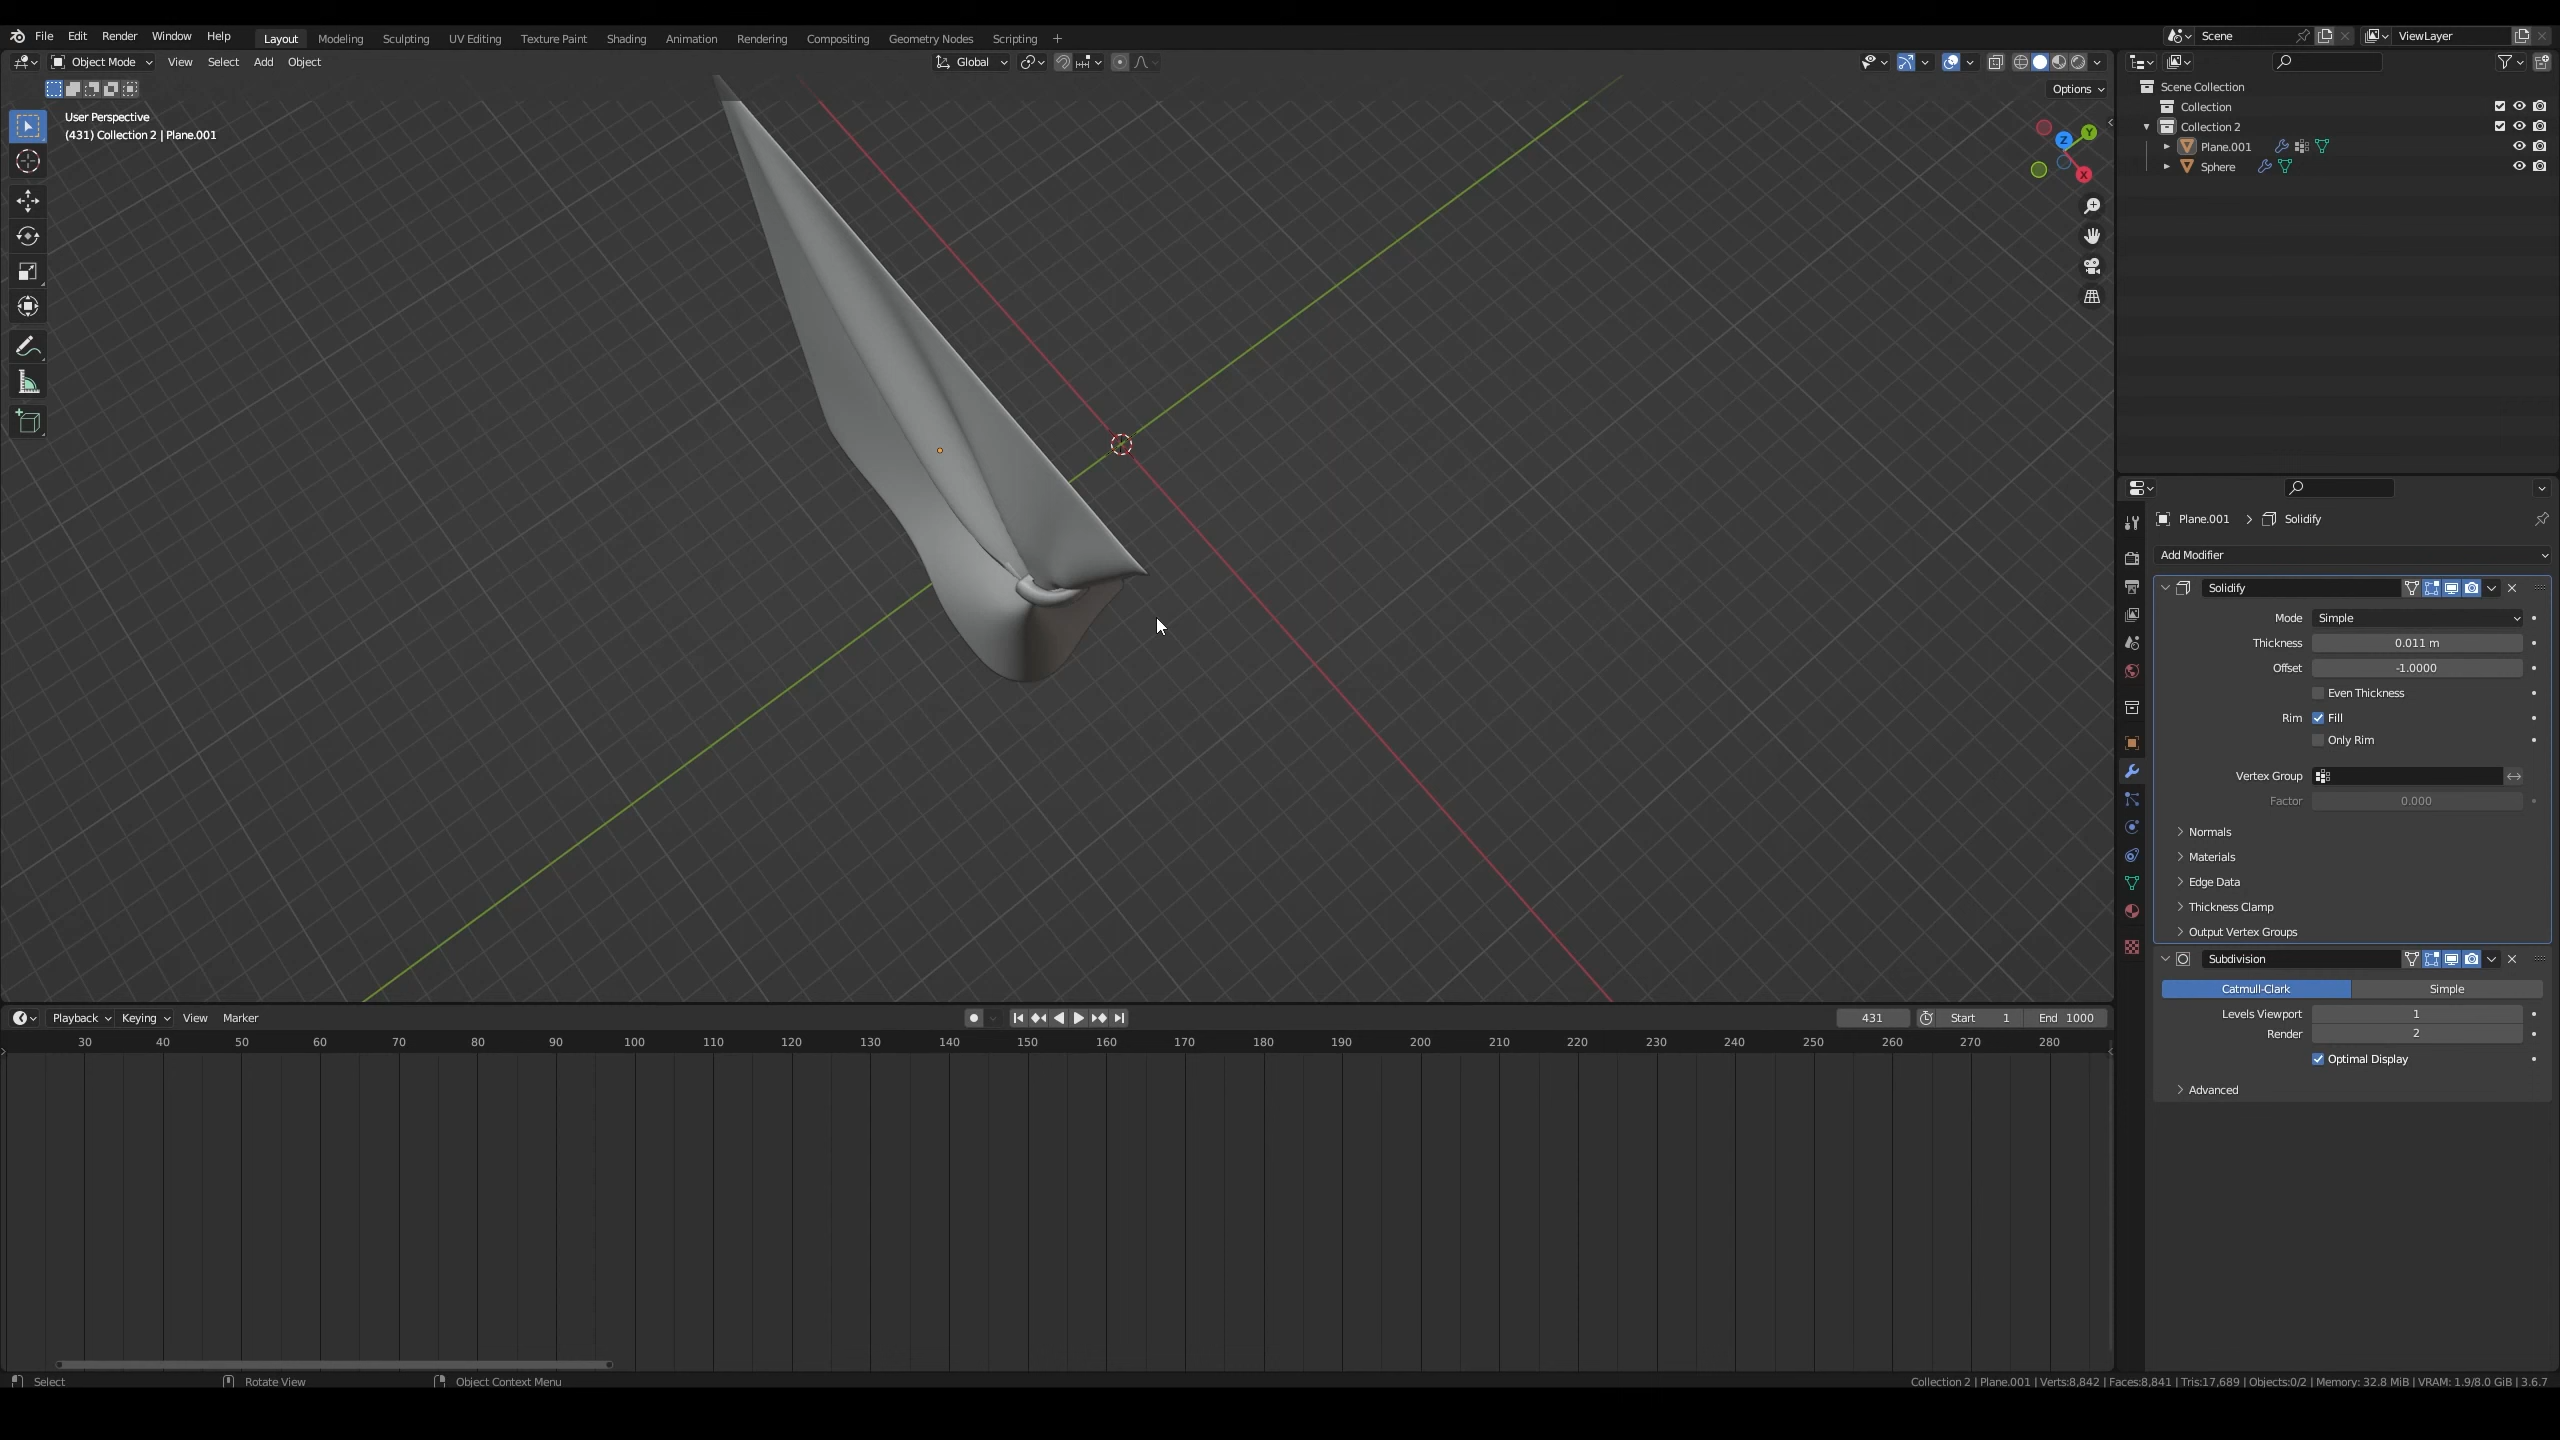 File Edit Render Window Help Layout Modeling Sculpting UV Editing Texture Paint Shading Animation Rendering Compositing Geometry Nodes Scripting + Scene ViewLayer
Object Mode View Select Add Object Global
Options
User Perspective
(431) Collection 2 | Plane.001
Z Y X
Scene Collection
Collection
Collection 2
Plane.001
Sphere
Plane.001 > Solidify
Add Modifier
Solidify
Mode Simple
Thickness 0.011 m
Offset -1.0000
Even Thickness
Rim Fill
Only Rim
Vertex Group
Factor 0.000
Normals
Materials
Edge Data
Thickness Clamp
Output Vertex Groups
Subdivision
Catmull-Clark Simple
Levels Viewport 1
Render 2
Optimal Display
Advanced
Playback Keying View Marker 431 Start 1 End 1000
30 40 50 60 70 80 90 100 110 120 130 140 150 160 170 180 190 200 210 220 230 240 250 260 270 280
Select Rotate View Object Context Menu Collection 2 | Plane.001 | Verts:8,842 | Faces:8,841 | Tris:17,689 | Objects:0/2 | Memory: 32.8 MiB | VRAM: 1.9/8.0 GiB | 3.6.7